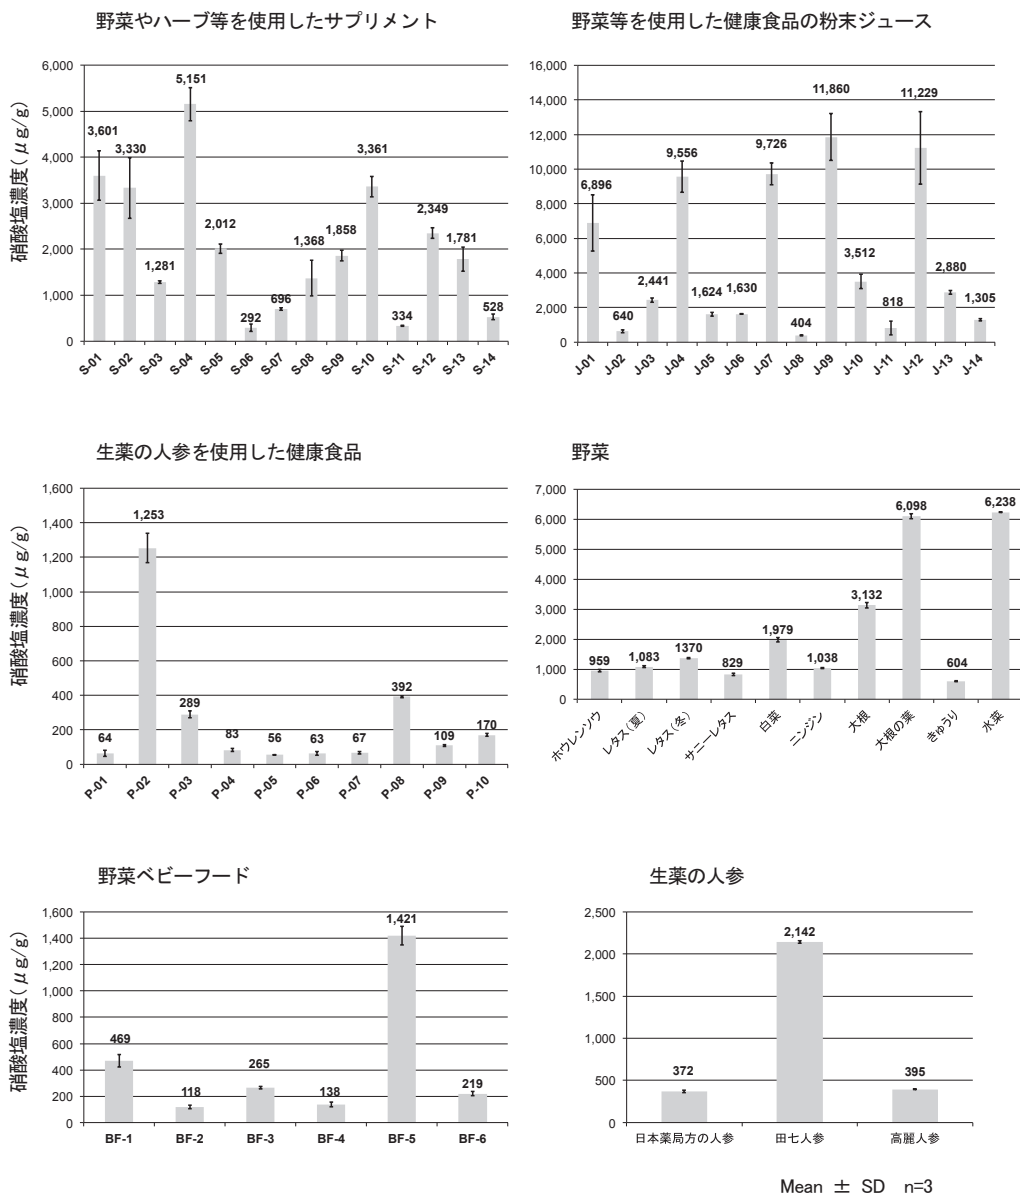 野菜やハーブ等を使用したサプリメント
硝酸塩濃度(μg/g)
6,000
5,000
4,000
3,000
2,000
1,000
0
3,601
3,330
1,281
5,151
2,012
292
696
1,368
1,858
3,361
334
2,349
1,781
528
S-01
S-02
S-03
S-04
S-05
S-06
S-07
S-08
S-09
S-10
S-11
S-12
S-13
S-14
野菜等を使用した健康食品の粉末ジュース
16,000
14,000
12,000
10,000
8,000
6,000
4,000
2,000
0
6,896
640
2,441
9,556
1,624
1,630
9,726
404
11,860
3,512
818
11,229
2,880
1,305
J-01
J-02
J-03
J-04
J-05
J-06
J-07
J-08
J-09
J-10
J-11
J-12
J-13
J-14
生薬の人参を使用した健康食品
硝酸塩濃度(μg/g)
1,600
1,400
1,200
1,000
800
600
400
200
0
64
1,253
289
83
56
63
67
392
109
170
P-01
P-02
P-03
P-04
P-05
P-06
P-07
P-08
P-09
P-10
野菜
7,000
6,000
5,000
4,000
3,000
2,000
1,000
0
959
1,083
1370
829
1,979
1,038
3,132
6,098
604
6,238
ホウレンソウ
レタス(夏)
レタス(冬)
サニーレタス
白菜
ニンジン
大根
大根の葉
きゅうり
水菜
野菜ベビーフード
硝酸塩濃度(μg/g)
1,600
1,400
1,200
1,000
800
600
400
200
0
469
118
265
138
1,421
219
BF-1
BF-2
BF-3
BF-4
BF-5
BF-6
生薬の人参
2,500
2,000
1,500
1,000
500
0
372
2,142
395
日本薬局方の人参
田七人参
高麗人参
Mean ± SD n=3